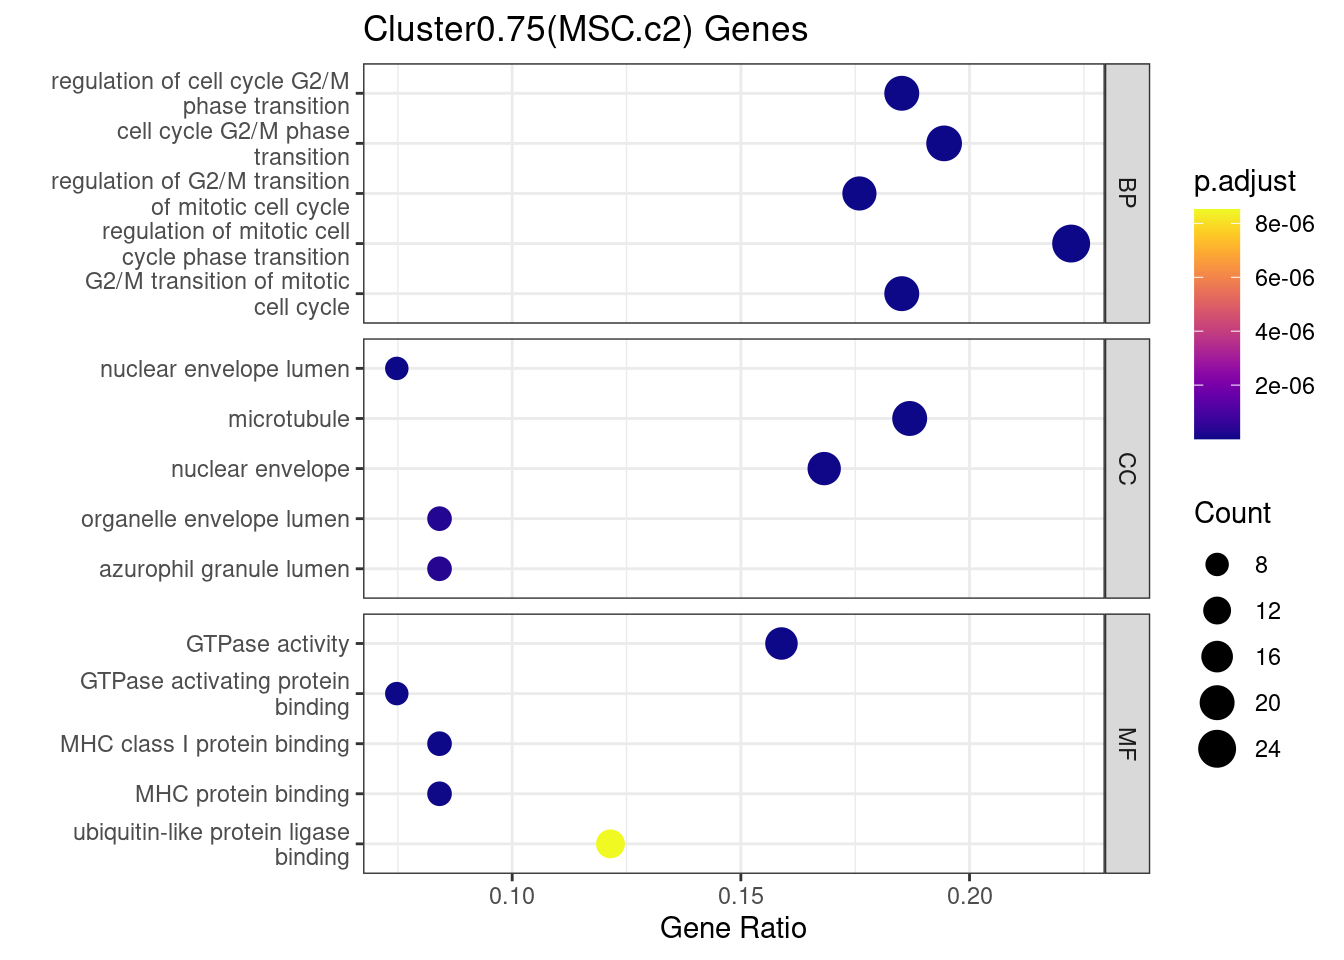 Cluster0.75(MSC.c2) Genes
regulation of cell cycle G2/M
phase transition
cell cycle G2/M phase
transition
regulation of G2/M transition
of mitotic cell cycle
regulation of mitotic cell
cycle phase transition
G2/M transition of mitotic
cell cycle
BP
nuclear envelope lumen
microtubule
nuclear envelope
organelle envelope lumen
azurophil granule lumen
CC
GTPase activity
GTPase activating protein
binding
MHC class I protein binding
MHC protein binding
ubiquitin-like protein ligase
binding
MF
0.10 0.15 0.20
Gene Ratio
p.adjust
8e-06
6e-06
4e-06
2e-06
Count
8
12
16
20
24